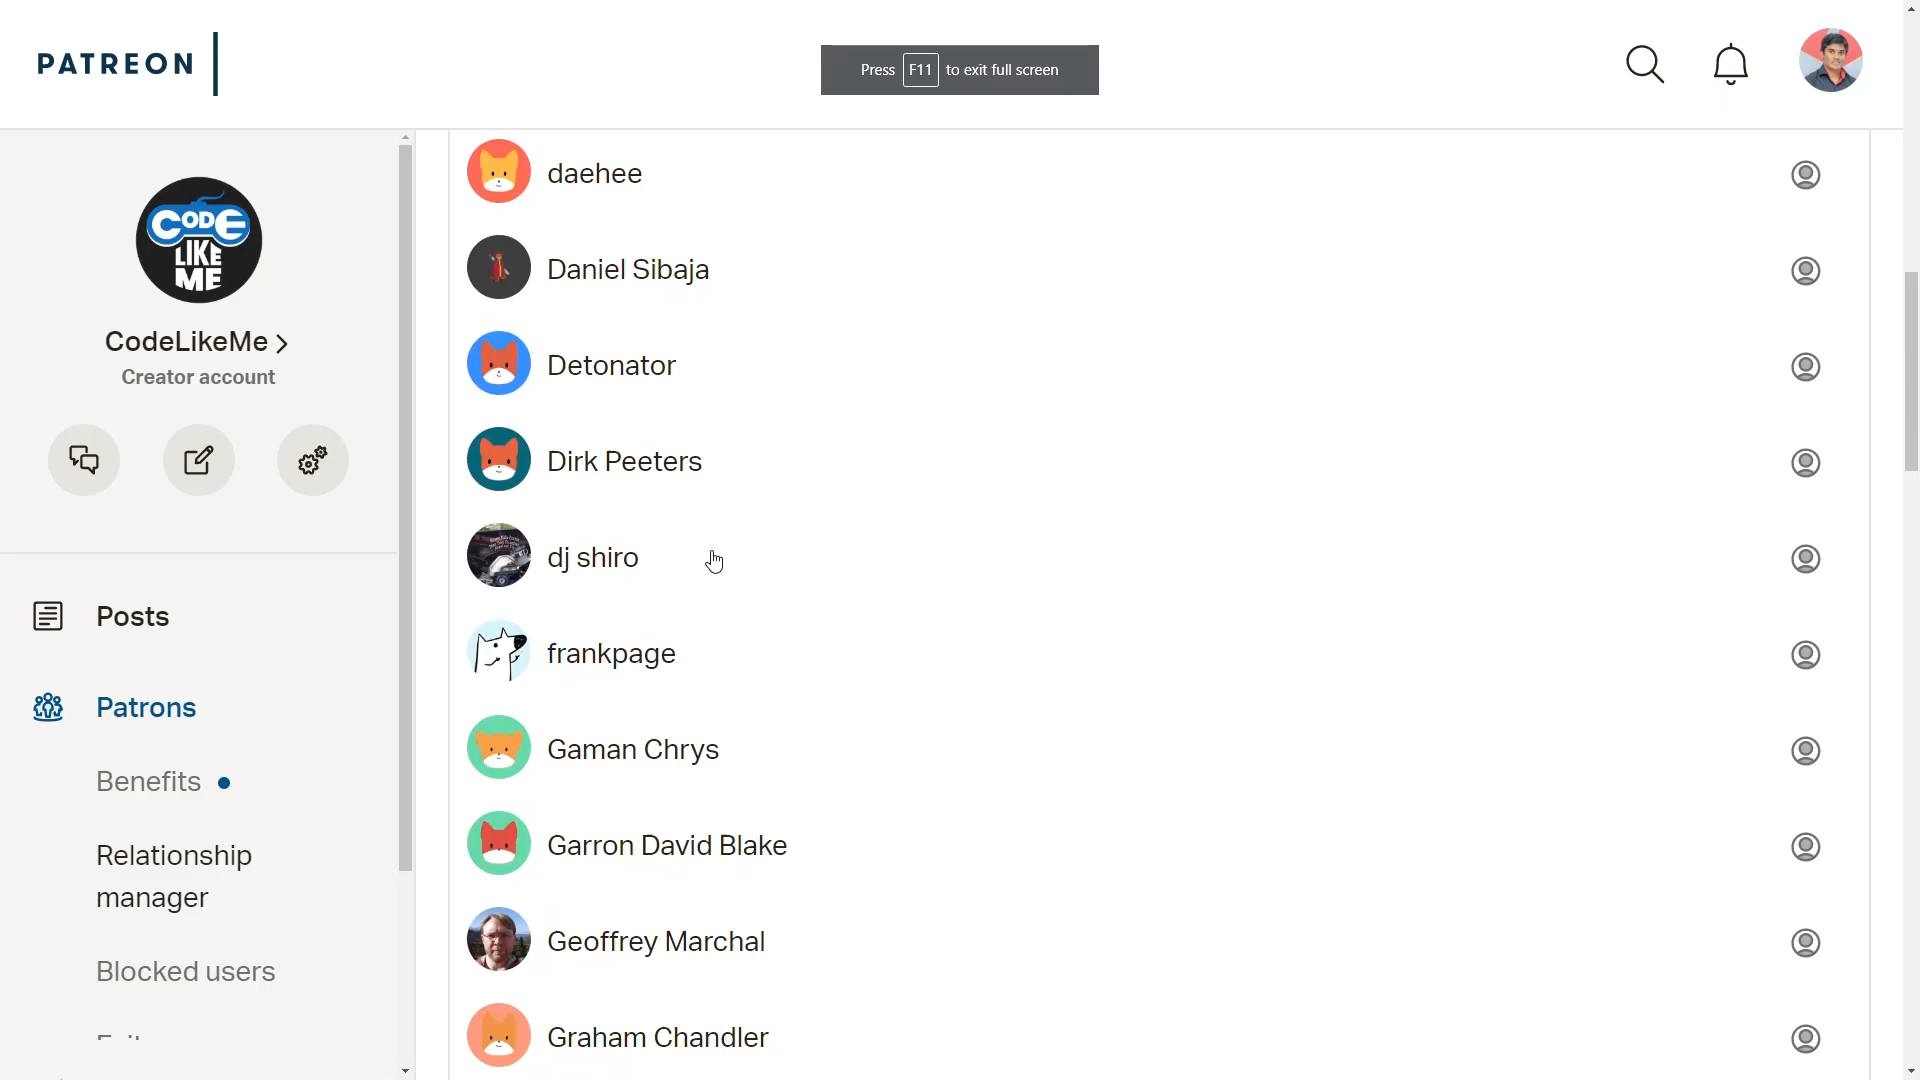 PATREON
Press F11 to exit full screen
CODE
LIKE
ME
CodeLikeMe
Creator account
Posts
Patrons
Benefits
Relationship
manager
Blocked users
daehee
Daniel Sibaja
Detonator
Dirk Peeters
dj shiro
frankpage
Gaman Chrys
Garron David Blake
Geoffrey Marchal
Graham Chandler